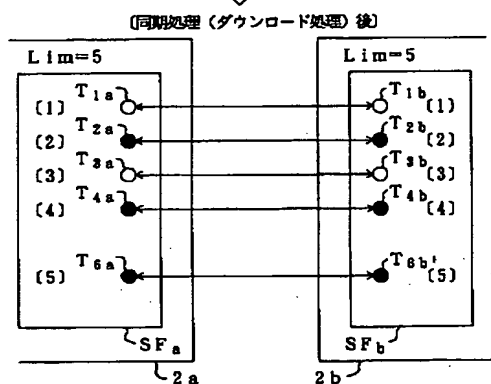 〔同期処理（ダウンロード処理）後〕
Lim=5 Lim=5
〔1〕 T1a T1b 〔1〕
〔2〕 T2a T2b 〔2〕
〔3〕 T3a T3b 〔3〕
〔4〕 T4a T4b 〔4〕
〔5〕 T6a T6b' 〔5〕
SFa SFb
2a 2b